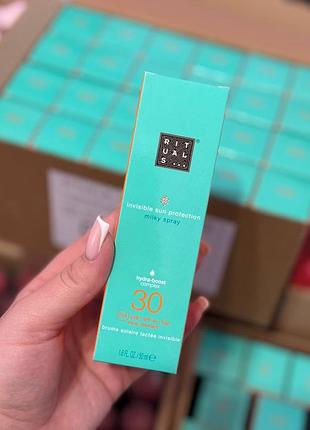 RIT
UAL
S...
invisible sun protection
milky spray
hydra-boost
complex
30
brume solaire lactée invisible
1.6 FL.OZ. / 50 ml ℮